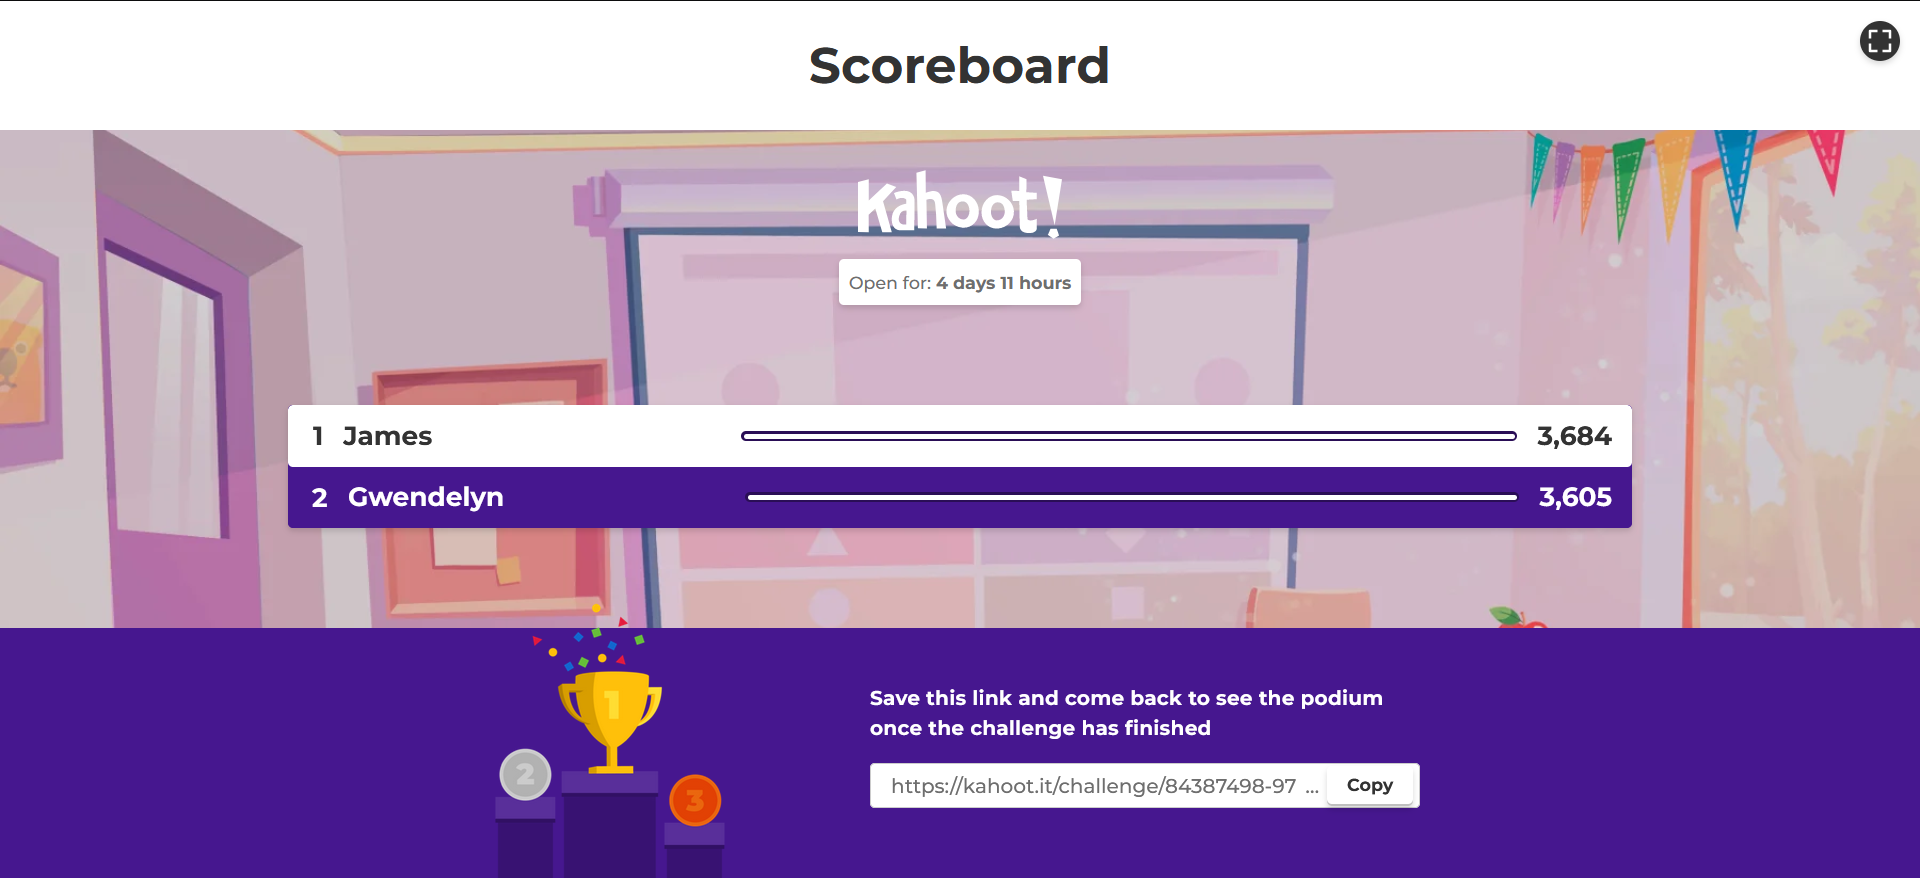 Scoreboard
Kahoot!
Open for: 4 days 11 hours
1 James 3,684
2 Gwendelyn 3,605
1
2
3
Save this link and come back to see the podium
once the challenge has finished
https://kahoot.it/challenge/84387498-97 ... Copy